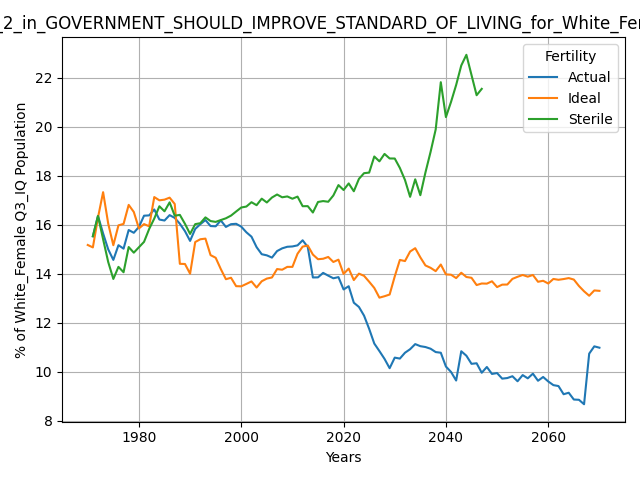 _2_in_GOVERNMENT_SHOULD_IMPROVE_STANDARD_OF_LIVING_for_White_Fem
Fertility
Actual
Ideal
Sterile
22
20
18
16
14
12
10
8
% of White_Female Q3_IQ Population
1980 2000 2020 2040 2060
Years